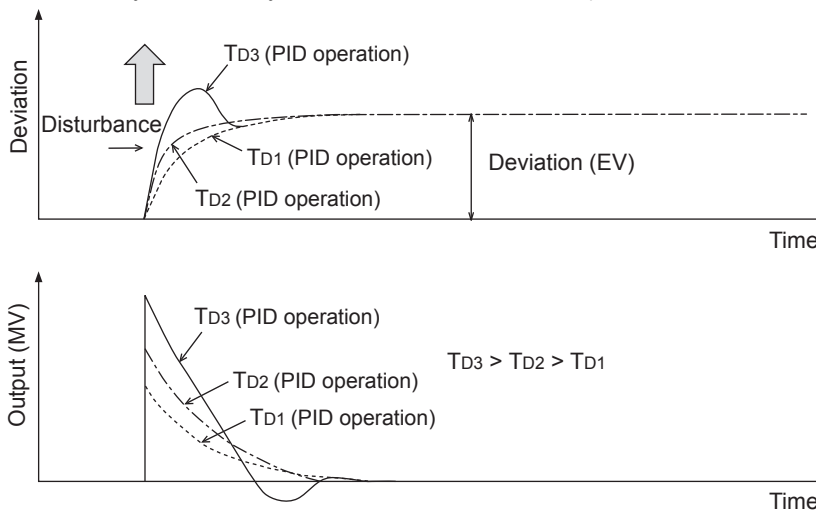 TD3 (PID operation)
Deviation
Disturbance
TD1 (PID operation)
Deviation (EV)
TD2 (PID operation)
Time
Output (MV)
TD3 (PID operation)
TD3 > TD2 > TD1
TD2 (PID operation)
TD1 (PID operation)
Time